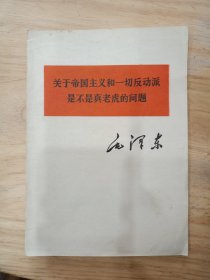 关于帝国主义和一切反动派
是不是真老虎的问题
毛泽东